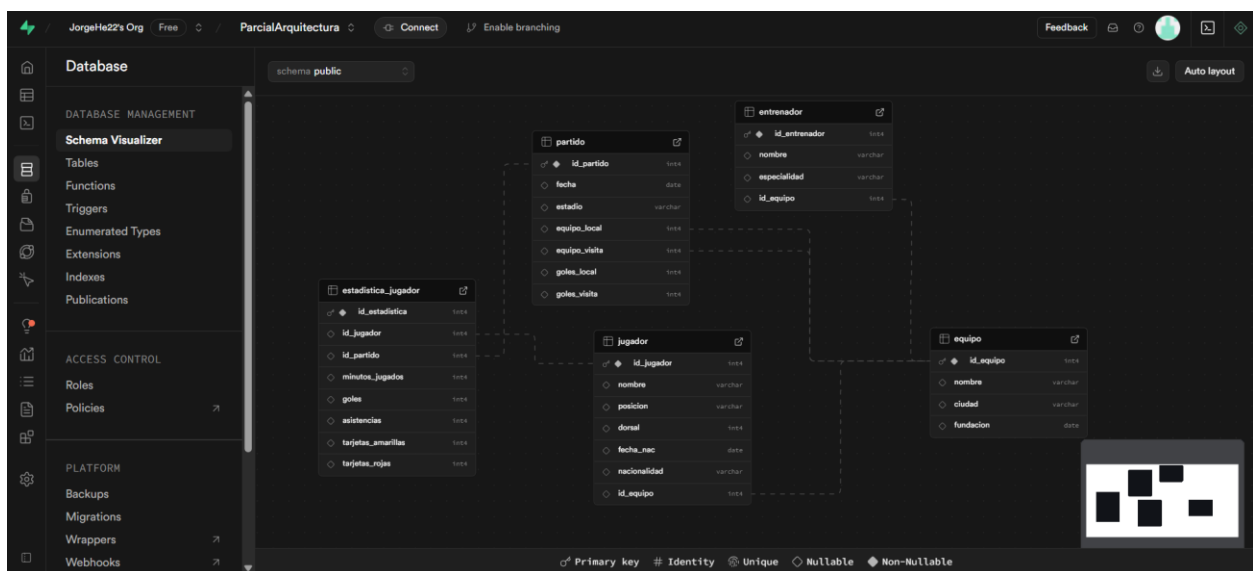 JorgeHe22's Org Free / ParcialArquitectura Connect Enable branching Feedback
Database
DATABASE MANAGEMENT
Schema Visualizer
Tables
Functions
Triggers
Enumerated Types
Extensions
Indexes
Publications
ACCESS CONTROL
Roles
Policies
PLATFORM
Backups
Migrations
Wrappers
Webhooks
schema public
Auto layout
entrenador
id_entrenador int4
nombre varchar
especialidad varchar
id_equipo int4
partido
id_partido int4
fecha date
estadio varchar
equipo_local int4
equipo_visita int4
goles_local int4
goles_visita int4
estadistica_jugador
id_estadistica int4
id_jugador int4
id_partido int4
minutos_jugados int4
goles int4
asistencias int4
tarjetas_amarillas int4
tarjetas_rojas int4
jugador
id_jugador int4
nombre varchar
posicion varchar
dorsal int4
fecha_nac date
nacionalidad varchar
id_equipo int4
equipo
id_equipo int4
nombre varchar
ciudad varchar
fundacion date
Primary key # Identity Unique Nullable Non-Nullable